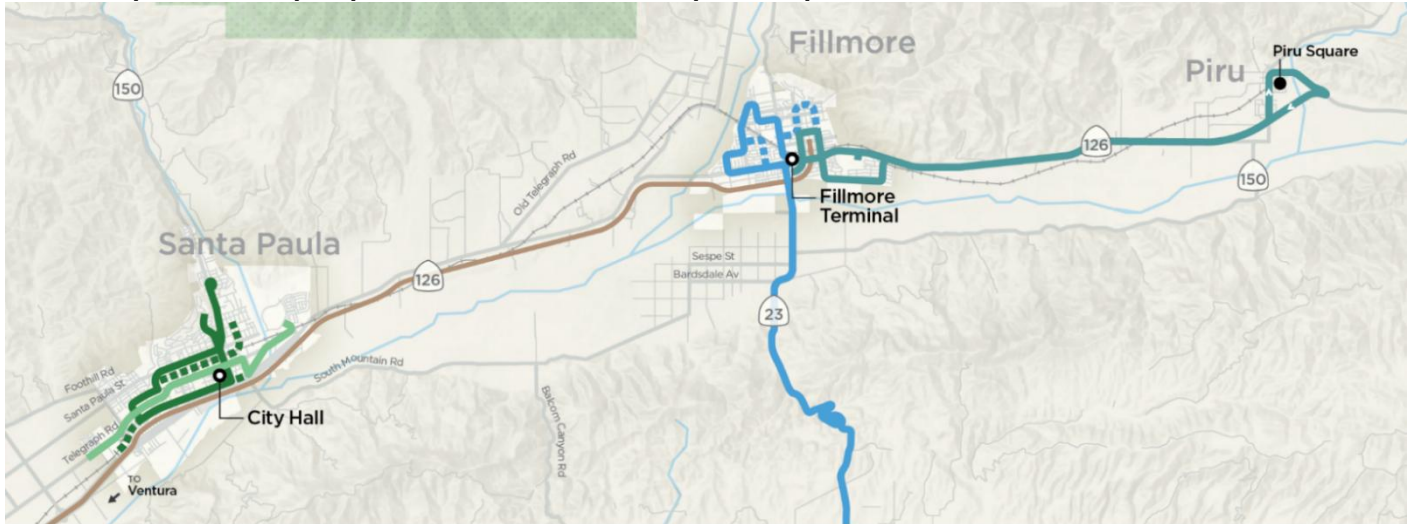 Fillmore
Piru Square
Piru
150
126
150
Old Telegraph Rd
Fillmore
Terminal
Santa Paula
Sespe St
Bardsdale Av
126
23
South Mountain Rd
Foothill Rd
Santa Paula St
City Hall
Balcom Canyon Rd
Telegraph Rd
TO
Ventura